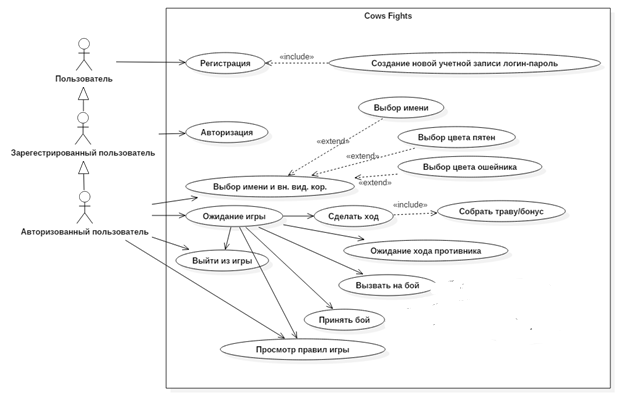 Cows Fights
Регистрация
«include»
Создание новой учетной записи логин-пароль
Пользователь
Выбор имени
Авторизация
«extend»
Выбор цвета пятен
Зарегестрированный пользователь
«extend»
Выбор цвета ошейника
«extend»
Выбор имени и вн. вид. кор.
Ожидание игры
Сделать ход
«include»
Собрать траву/бонус
Авторизованный пользователь
Ожидание хода противника
Выйти из игры
Вызвать на бой
Принять бой
Просмотр правил игры